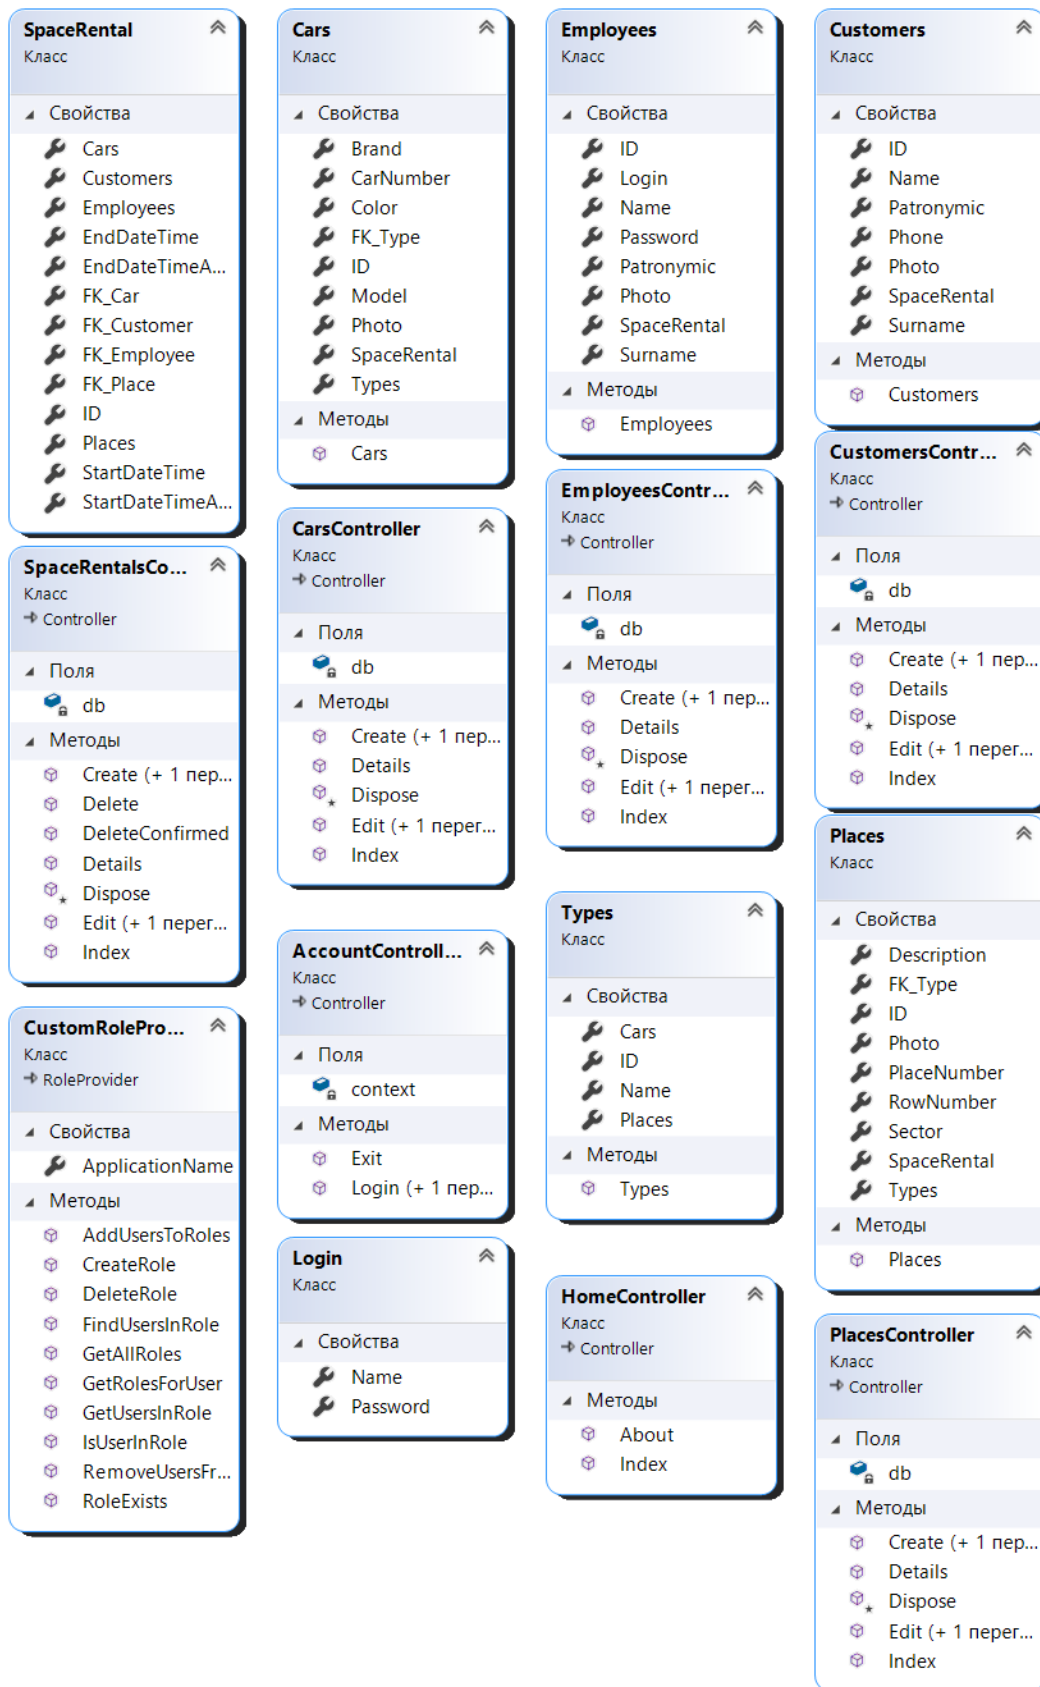 SpaceRental
Класс
Свойства
Cars
Customers
Employees
EndDateTime
EndDateTimeA...
FK_Car
FK_Customer
FK_Employee
FK_Place
ID
Places
StartDateTime
StartDateTimeA...
SpaceRentalsCo...
Класс
Controller
Поля
db
Методы
Create (+ 1 пер...
Delete
DeleteConfirmed
Details
Dispose
Edit (+ 1 перег...
Index
CustomRolePro...
Класс
RoleProvider
Свойства
ApplicationName
Методы
AddUsersToRoles
CreateRole
DeleteRole
FindUsersInRole
GetAllRoles
GetRolesForUser
GetUsersInRole
IsUserInRole
RemoveUsersFr...
RoleExists
Cars
Класс
Свойства
Brand
CarNumber
Color
FK_Type
ID
Model
Photo
SpaceRental
Types
Методы
Cars
CarsController
Класс
Controller
Поля
db
Методы
Create (+ 1 пер...
Details
Dispose
Edit (+ 1 перег...
Index
AccountControll...
Класс
Controller
Поля
context
Методы
Exit
Login (+ 1 пер...
Login
Класс
Свойства
Name
Password
Employees
Класс
Свойства
ID
Login
Name
Password
Patronymic
Photo
SpaceRental
Surname
Методы
Employees
EmployeesContr...
Класс
Controller
Поля
db
Методы
Create (+ 1 пер...
Details
Dispose
Edit (+ 1 перег...
Index
Types
Класс
Свойства
Cars
ID
Name
Places
Методы
Types
HomeController
Класс
Controller
Методы
About
Index
Customers
Класс
Свойства
ID
Name
Patronymic
Phone
Photo
SpaceRental
Surname
Методы
Customers
CustomersContr...
Класс
Controller
Поля
db
Методы
Create (+ 1 пер...
Details
Dispose
Edit (+ 1 перег...
Index
Places
Класс
Свойства
Description
FK_Type
ID
Photo
PlaceNumber
RowNumber
Sector
SpaceRental
Types
Методы
Places
PlacesController
Класс
Controller
Поля
db
Методы
Create (+ 1 пер...
Details
Dispose
Edit (+ 1 перег...
Index